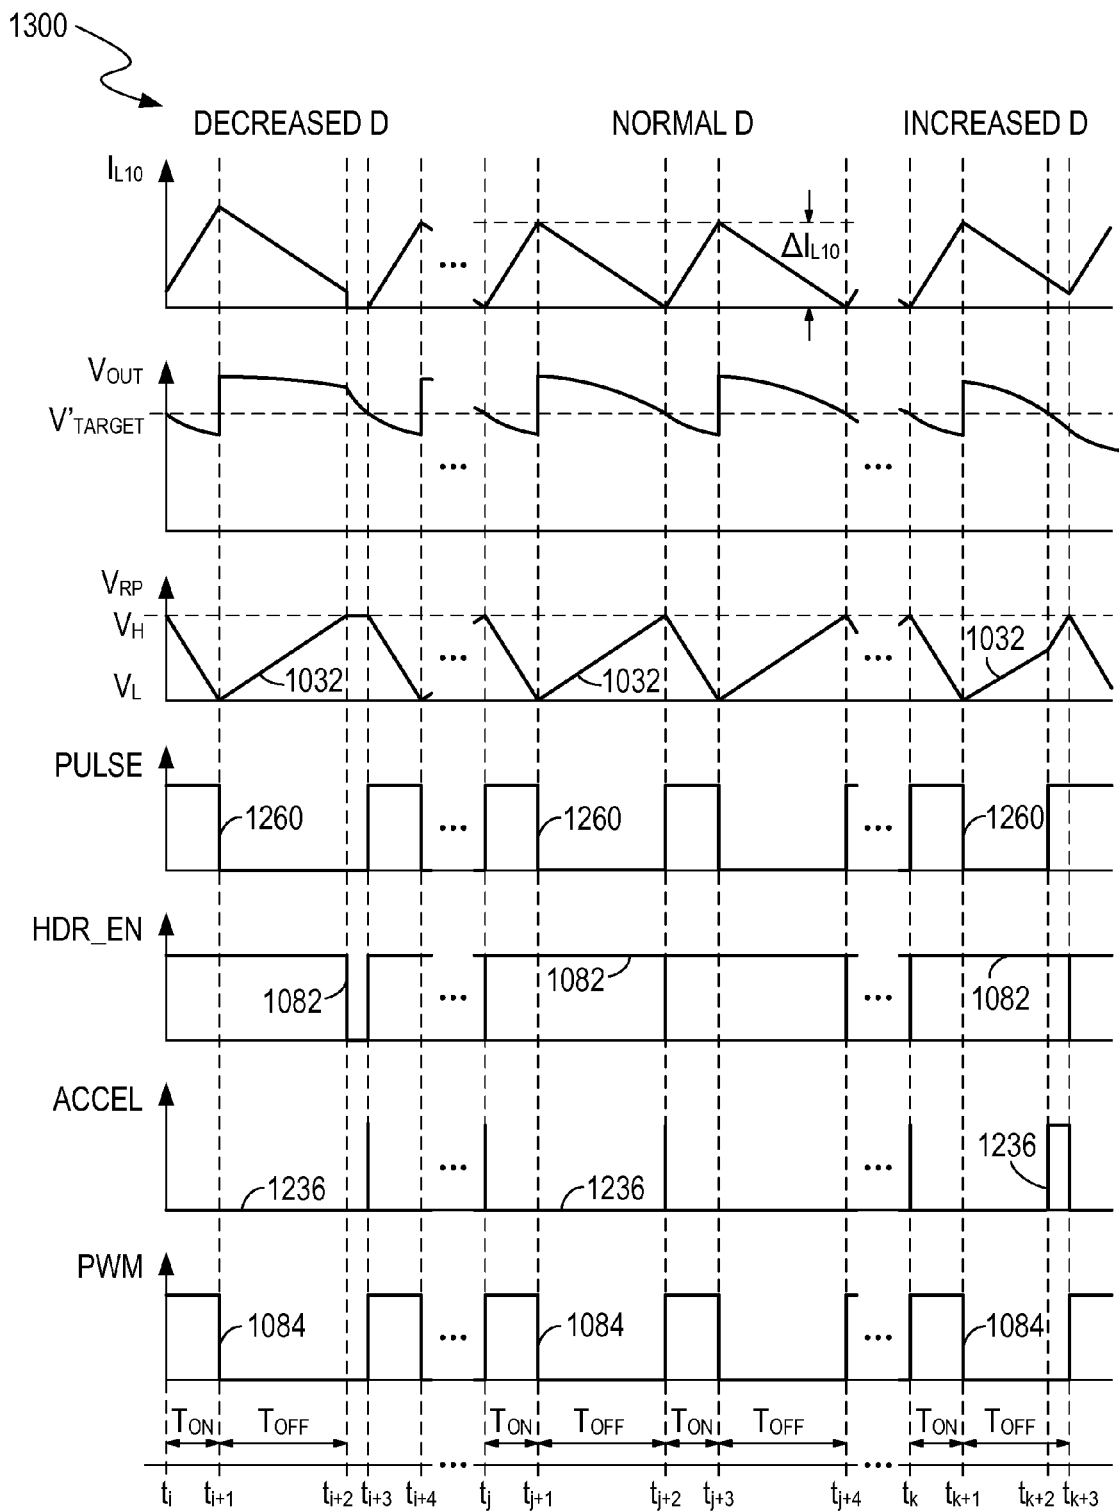 1300
DECREASED D NORMAL D INCREASED D
IL10
ΔIL10
VOUT
V'TARGET
...
...
...
VRP
VH
VL
1032 1032 1032
...
...
PULSE
1260 1260 1260
...
...
HDR_EN
1082 1082 1082
...
...
ACCEL
1236 1236 1236
...
...
PWM
1084 1084 1084
...
...
TON TOFF TON TOFF TON TOFF TON TOFF
...
...
ti ti+1 ti+2 ti+3 ti+4 tj tj+1 tj+2 tj+3 tj+4 tk tk+1 tk+2 tk+3